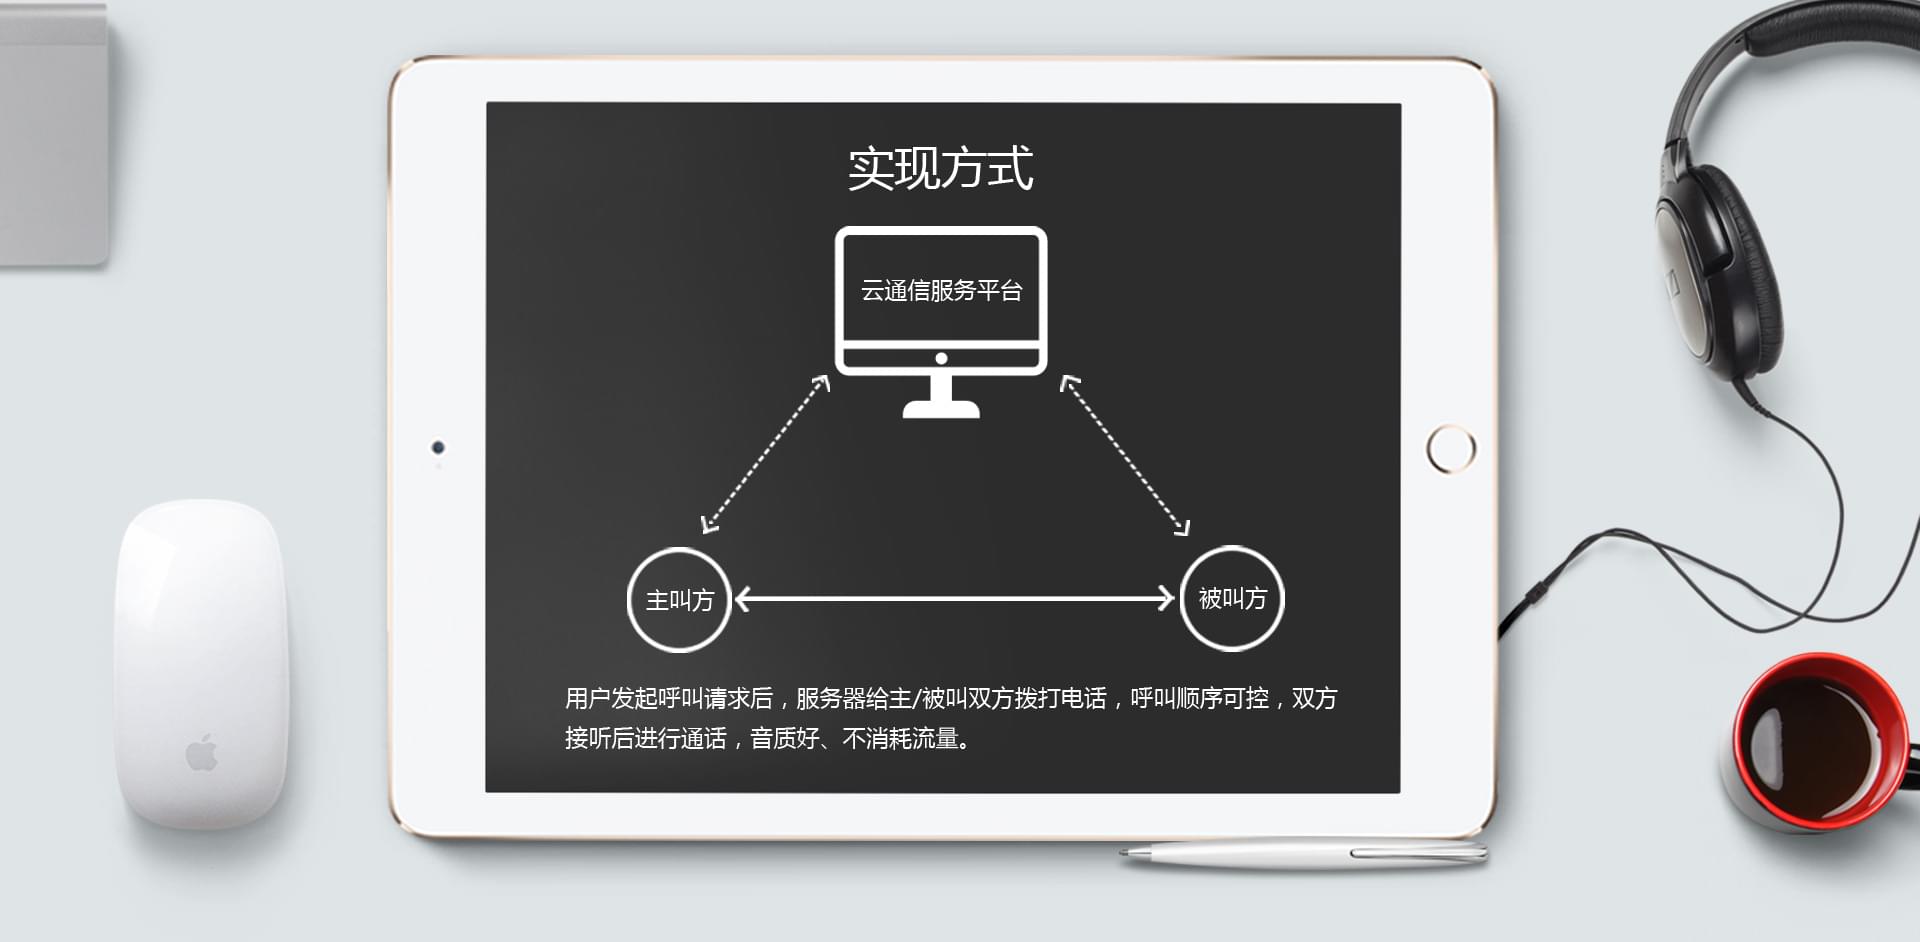 实现方式
云通信服务平台
主叫方
被叫方
用户发起呼叫请求后，服务器给主/被叫双方拨打电话，呼叫顺序可控，双方
接听后进行通话，音质好、不消耗流量。